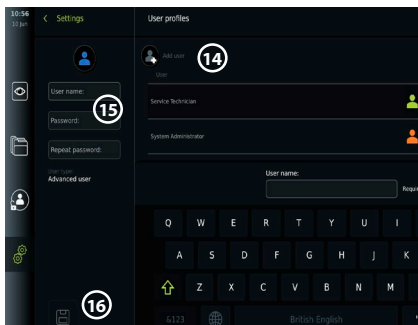 10:56
10 Jun
Settings
User profiles
Add user
14
User
User name:
15
Service Technician
Password:
System Administrator
Repeat password:
User type:
Advanced user
User name:
Q W E R T Y U I
A S D F G H J K
Z X C V B N M
16
&123
British English